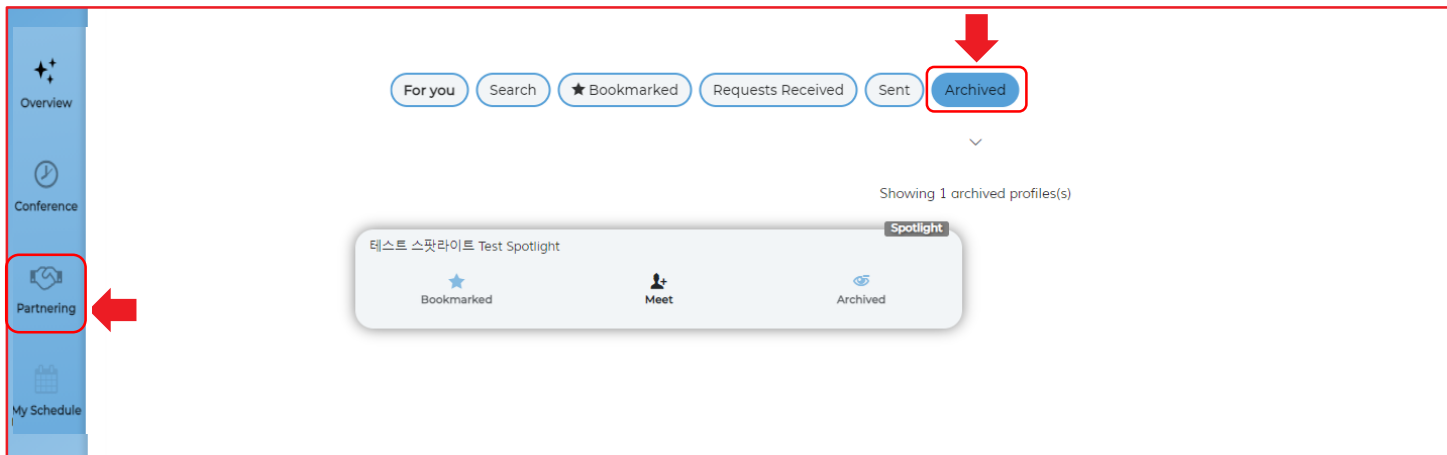 Overview
Conference
Partnering
My Schedule
For you Search Bookmarked Requests Received Sent Archived
Showing 1 archived profiles(s)
Spotlight
테스트 스팟라이트 Test Spotlight
Bookmarked Meet Archived